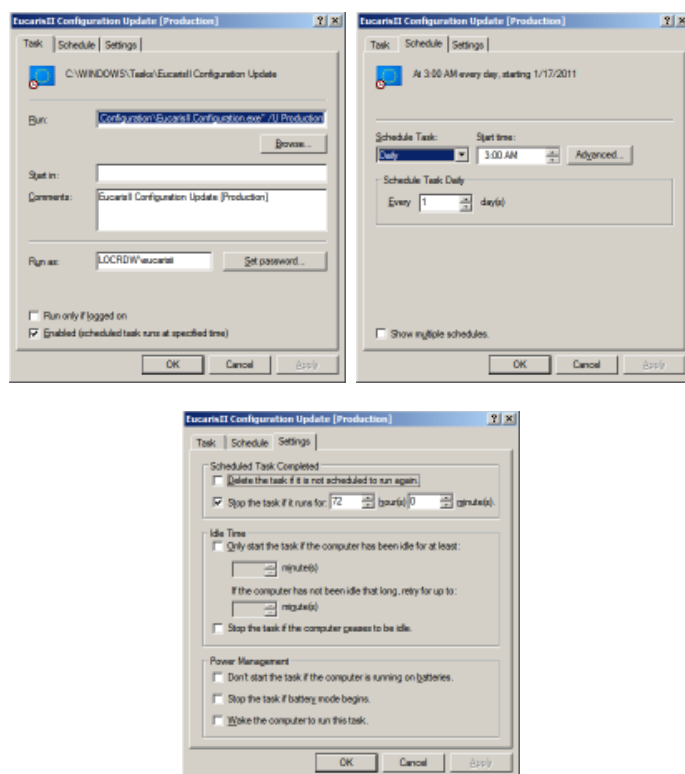 EucarisII Configuration Update [Production]
Task Schedule Settings
C:\WINDOWS\Tasks\EucarisII Configuration Update
Run: Configuration\EucarisII.Configuration.exe" /U Production
Browse...
Start in:
Comments: EucarisII Configuration Update [Production]
Run as: LOCRDW\eucarisii Set password...
Run only if logged on
Enabled (scheduled task runs at specified time)
OK Cancel Apply
EucarisII Configuration Update [Production]
Task Schedule Settings
At 3:00 AM every day, starting 1/17/2011
Schedule Task: Start time:
Daily 3:00 AM Advanced...
Schedule Task Daily
Every 1 day(s)
Show multiple schedules.
OK Cancel Apply
EucarisII Configuration Update [Production]
Task Schedule Settings
Scheduled Task Completed
Delete the task if it is not scheduled to run again.
Stop the task if it runs for: 72 hour(s) 0 minute(s).
Idle Time
Only start the task if the computer has been idle for at least:
minute(s)
If the computer has not been idle that long, retry for up to:
minute(s)
Stop the task if the computer ceases to be idle.
Power Management
Don't start the task if the computer is running on batteries.
Stop the task if battery mode begins.
Wake the computer to run this task.
OK Cancel Apply